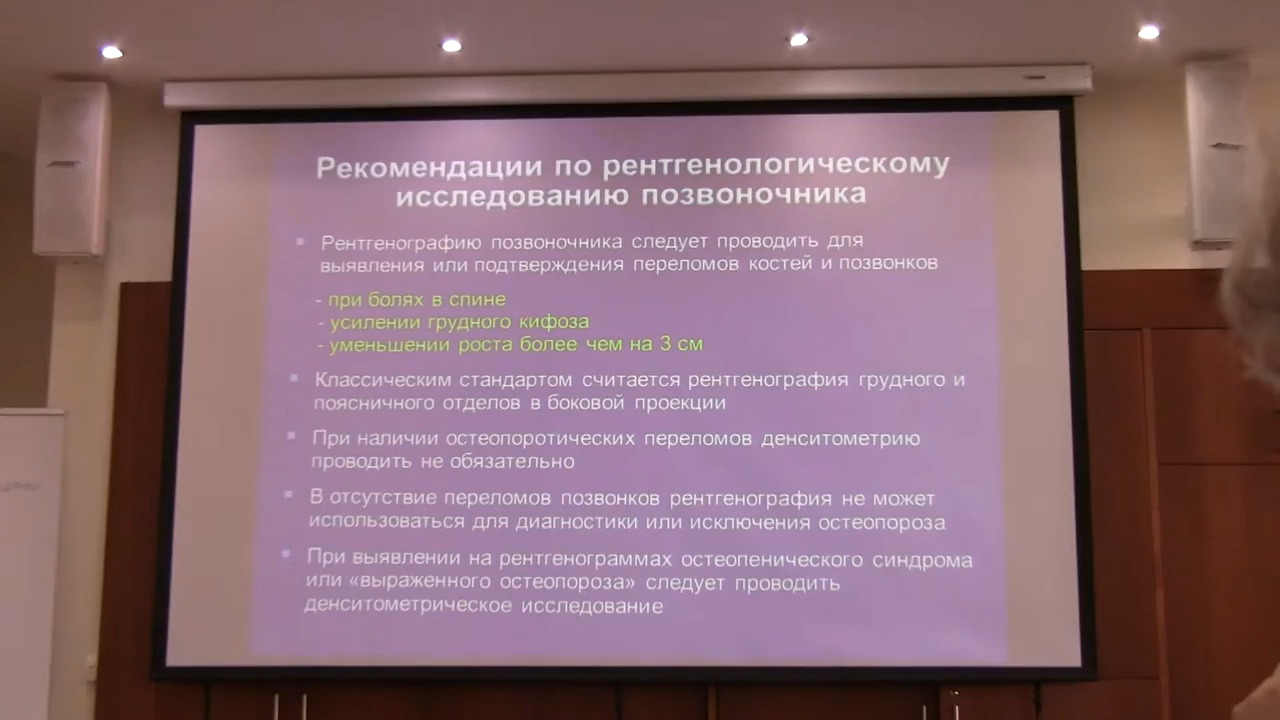 Рекомендации по рентгенологическому
исследованию позвоночника
Рентгенографию позвоночника следует проводить для
выявления или подтверждения переломов костей и позвонков
- при болях в спине
- усилении грудного кифоза
- уменьшении роста более чем на 3 см
Классическим стандартом считается рентгенография грудного и
поясничного отделов в боковой проекции
При наличии остеопоротических переломов денситометрию
проводить не обязательно
В отсутствие переломов позвонков рентгенография не может
использоваться для диагностики или исключения остеопороза
При выявлении на рентгенограммах остеопенического синдрома
или «выраженного остеопороза» следует проводить
денситометрическое исследование